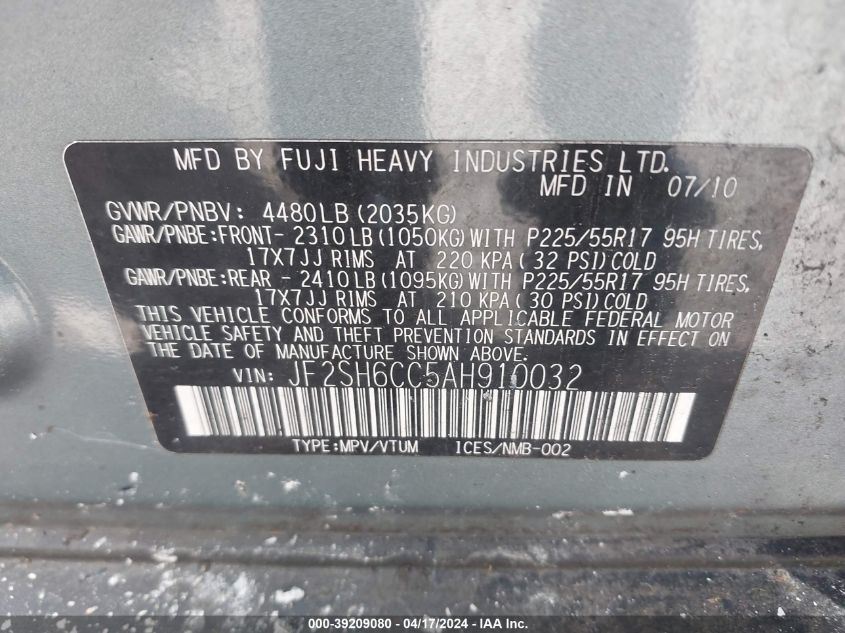 MFD BY FUJI HEAVY INDUSTRIES LTD.
MFD IN 07/10
GVWR/PNBV: 4480LB(2035KG)
GAWR/PNBE:FRONT-2310LB(1050KG)WITH P225/55R17 95H TIRES,
17X7JJ RIMS AT 220 KPA(32 PSI)COLD
GAWR/PNBE:REAR -2410LB(1095KG)WITH P225/55R17 95H TIRES,
17X7JJ RIMS AT 210 KPA(30 PSI)COLD
THIS VEHICLE CONFORMS TO ALL APPLICABLE FEDERAL MOTOR
VEHICLE SAFETY AND THEFT PREVENTION STANDARDS IN EFFECT ON
THE DATE OF MANUFACTURE SHOWN ABOVE.
VIN: JF2SH6CC5AH910032
TYPE:MPV/VTUM ICES/NMB-002
000-39209080 - 04/17/2024 - Copyright © 2024 IAA, Inc.